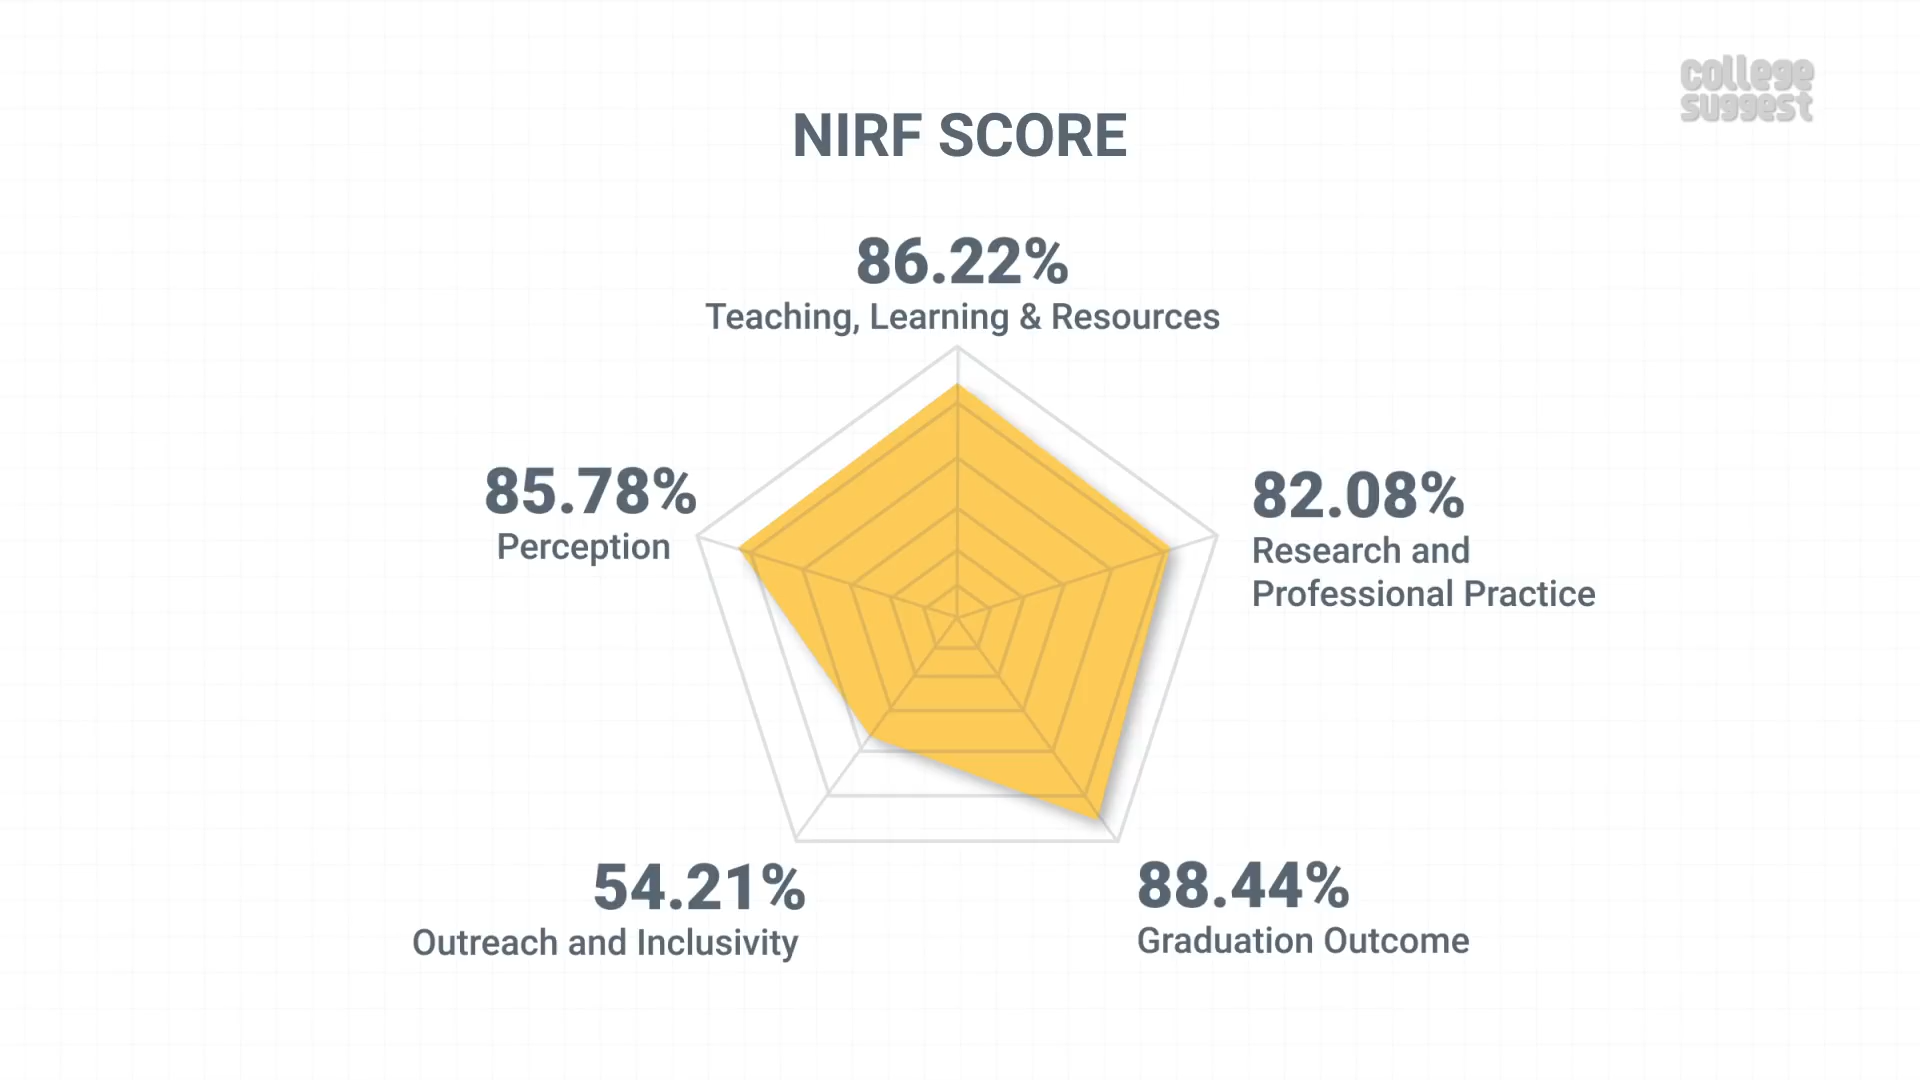 college
suggest
NIRF SCORE
86.22%
Teaching, Learning & Resources
85.78%
Perception
82.08%
Research and
Professional Practice
54.21%
Outreach and Inclusivity
88.44%
Graduation Outcome